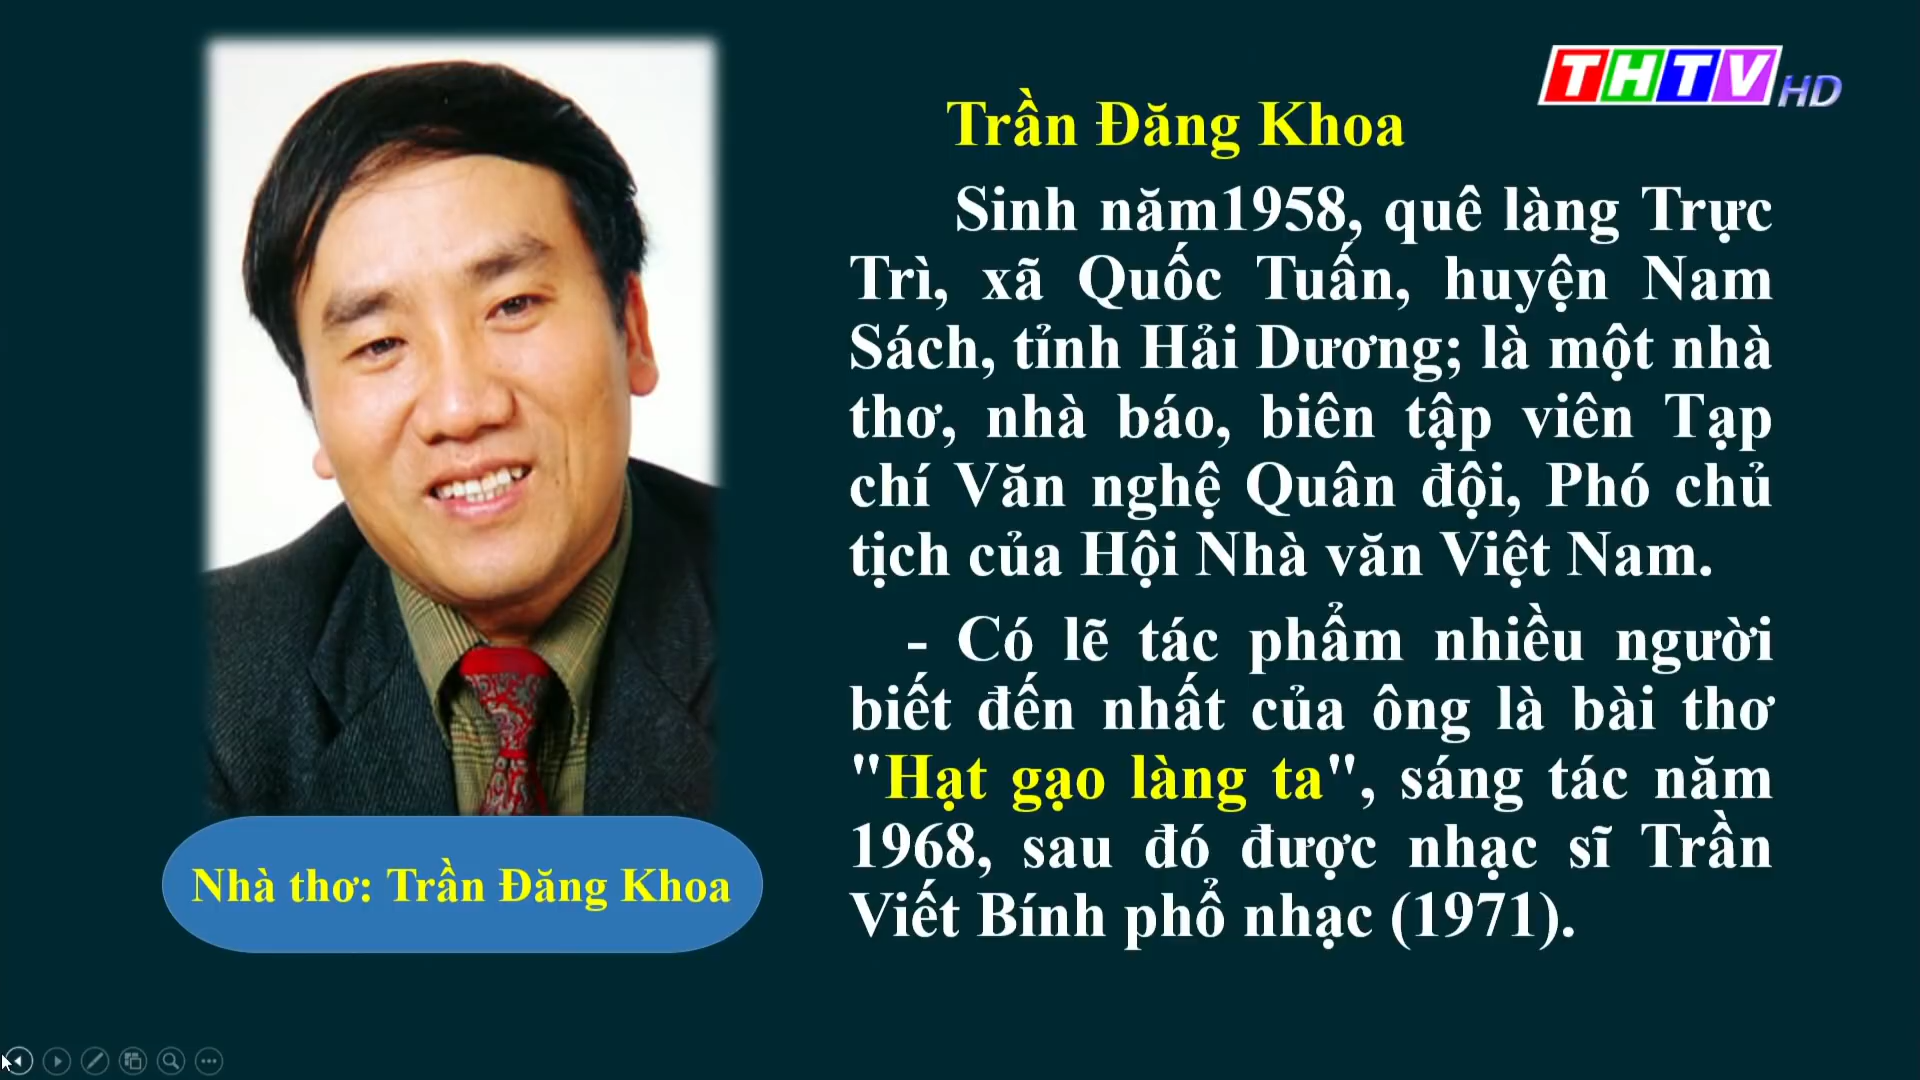 THTV HD
Trần Đăng Khoa
Sinh năm1958, quê làng Trực
Trì, xã Quốc Tuấn, huyện Nam
Sách, tỉnh Hải Dương; là một nhà
thơ, nhà báo, biên tập viên Tạp
chí Văn nghệ Quân đội, Phó chủ
tịch của Hội Nhà văn Việt Nam.
- Có lẽ tác phẩm nhiều người
biết đến nhất của ông là bài thơ
"Hạt gạo làng ta", sáng tác năm
1968, sau đó được nhạc sĩ Trần
Viết Bính phổ nhạc (1971).
Nhà thơ: Trần Đăng Khoa